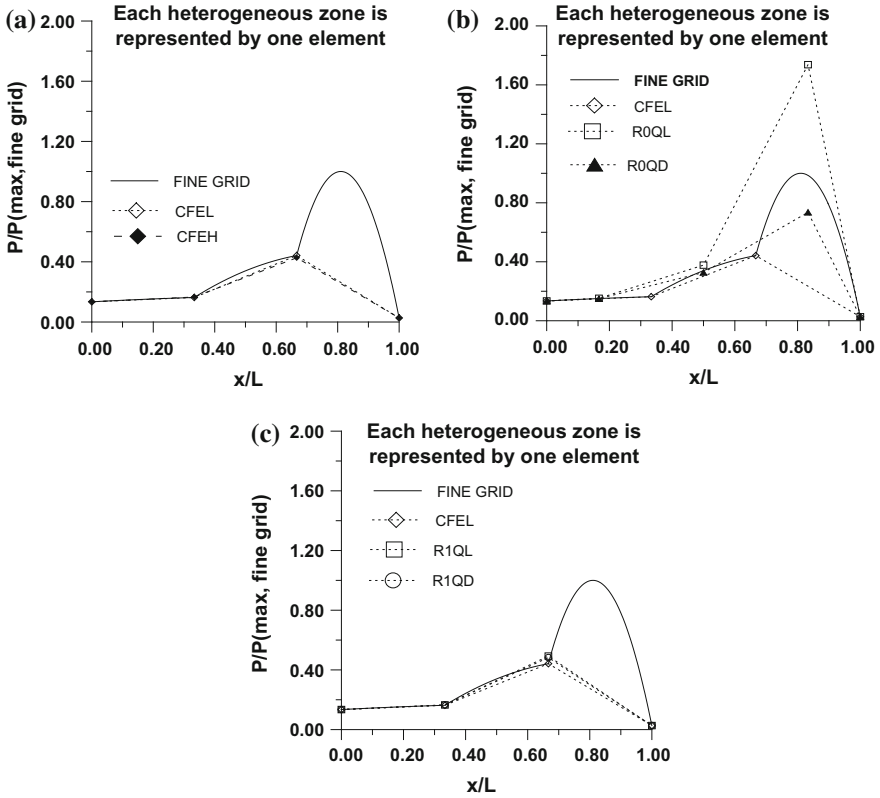 (a)
Each heterogeneous zone is
represented by one element
P/P(max,fine grid)
2.00
1.60
1.20
0.80
0.40
0.00
FINE GRID
CFEL
CFEH
0.00 0.20 0.40 0.60 0.80 1.00
x/L
(b)
Each heterogeneous zone is
represented by one element
P/P(max, fine grid)
2.00
1.60
1.20
0.80
0.40
0.00
FINE GRID
CFEL
R0QL
R0QD
0.00 0.20 0.40 0.60 0.80 1.00
x/L
(c)
Each heterogeneous zone is
represented by one element
P/P(max, fine grid)
2.00
1.60
1.20
0.80
0.40
0.00
FINE GRID
CFEL
R1QL
R1QD
0.00 0.20 0.40 0.60 0.80 1.00
x/L